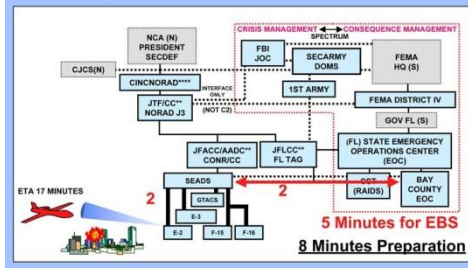 CRISIS MANAGEMENT CONSEQUENCE MANAGEMENT
SPECTRUM
NCA (N)
PRESIDENT
SECDEF
FBI
JOC
SECARMY
DOMS
FEMA
HQ (S)
CJCS(N)
CINCNORAD****
INTERFACE
ONLY
(NOT C2)
1ST ARMY
JTF/CC**
NORAD J3
FEMA DISTRICT IV
GOV FL (S)
JFACC/AADC**
CONR/CC
JFLCC**
FL TAG
(FL) STATE EMERGENCY
OPERATIONS CENTER
(EOC)
ETA 17 MINUTES
SEADS
2
2
(RAIDS)
BAY
COUNTY
EOC
GTACS
E-3
E-2
F-15
F-16
5 Minutes for EBS
8 Minutes Preparation